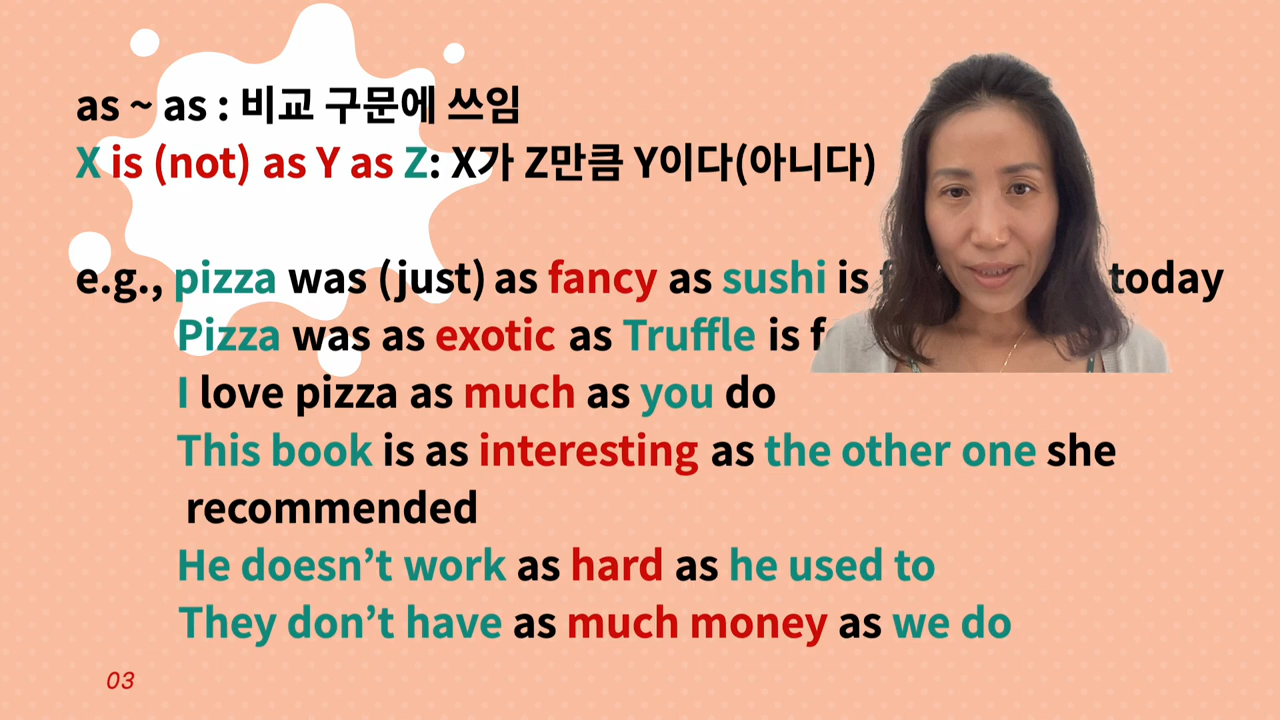 as ~ as : 비교 구문에 쓰임
X is (not) as Y as Z: X가 Z만큼 Y이다(아니다)
e.g., pizza was (just) as fancy as sushi is today
Pizza was as exotic as Truffle is
I love pizza as much as you do
This book is as interesting as the other one she
recommended
He doesn't work as hard as he used to
They don't have as much money as we do
03